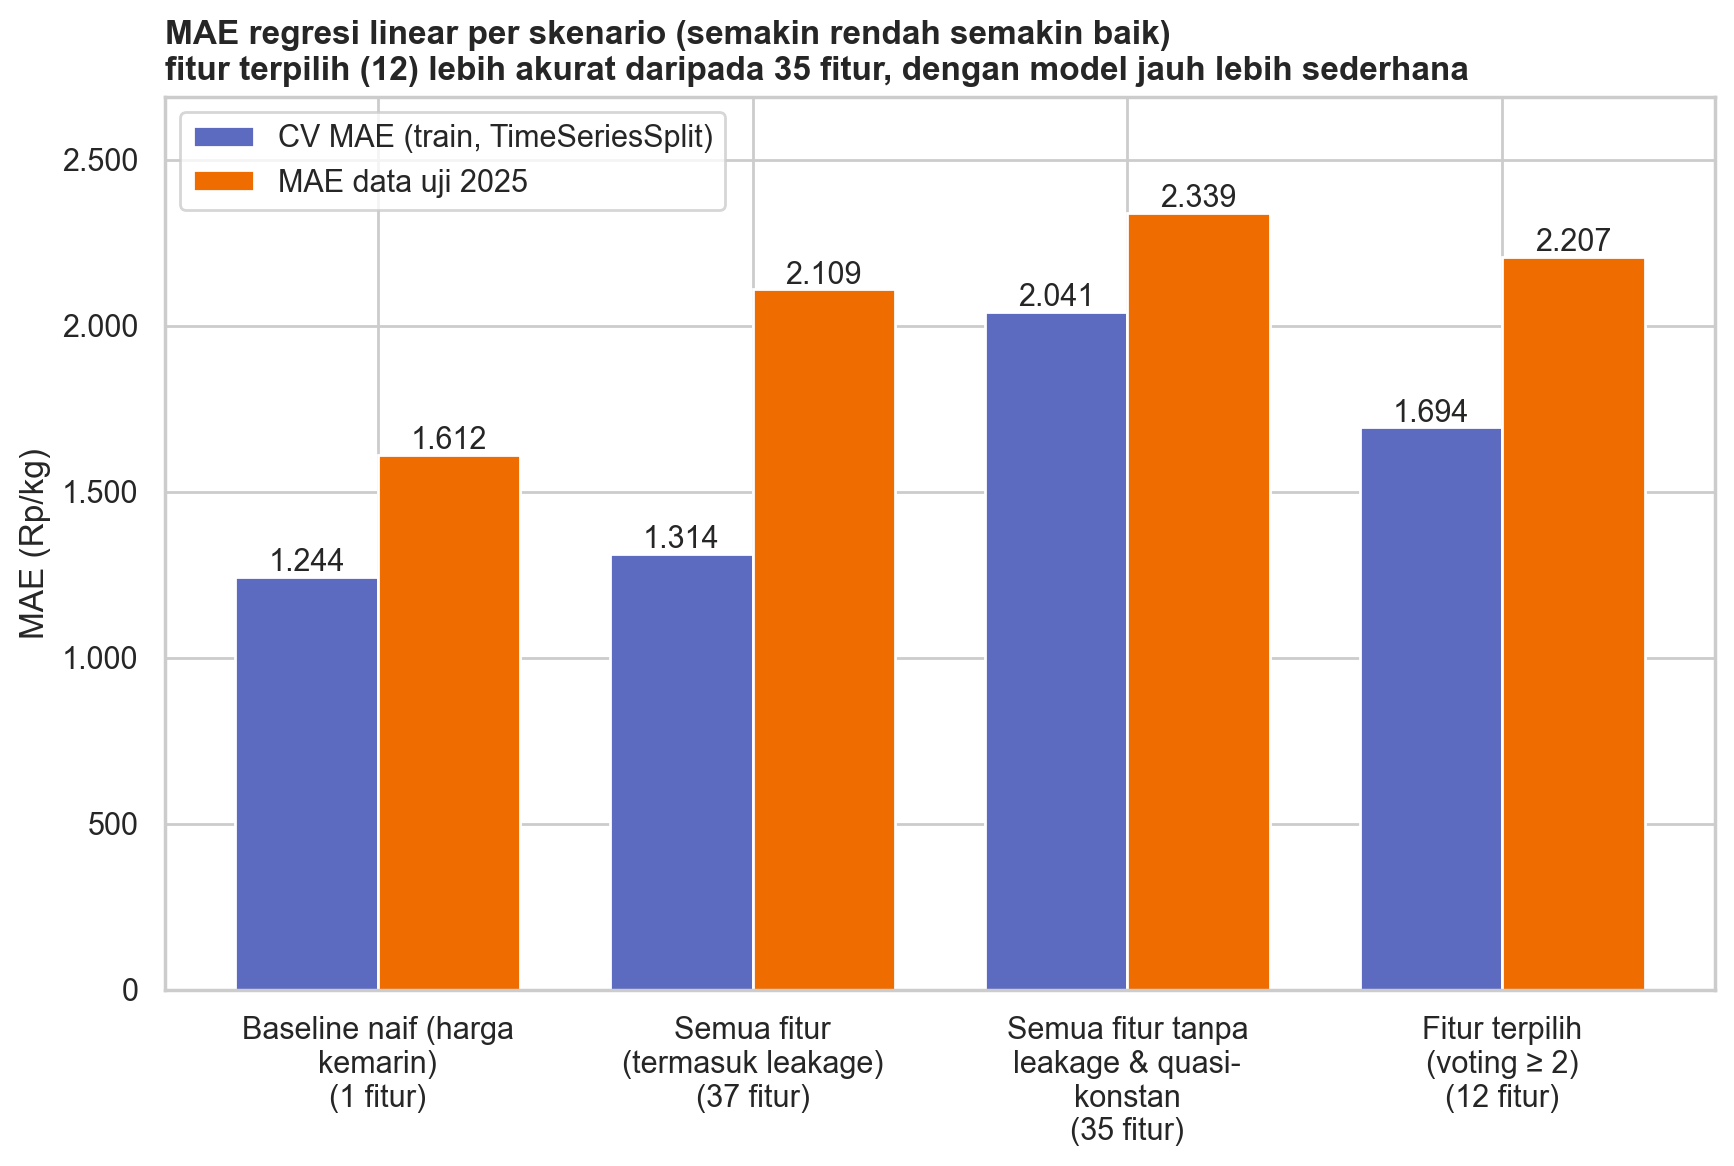 MAE regresi linear per skenario (semakin rendah semakin baik)
fitur terpilih (12) lebih akurat daripada 35 fitur, dengan model jauh lebih sederhana
CV MAE (train, TimeSeriesSplit)
MAE data uji 2025
MAE (Rp/kg)
2.500
2.000
1.500
1.000
500
0
1.244
1.612
1.314
2.109
2.041
2.339
1.694
2.207
Baseline naif (harga
kemarin)
(1 fitur)
Semua fitur
(termasuk leakage)
(37 fitur)
Semua fitur tanpa
leakage & quasi-
konstan
(35 fitur)
Fitur terpilih
(voting ≥ 2)
(12 fitur)